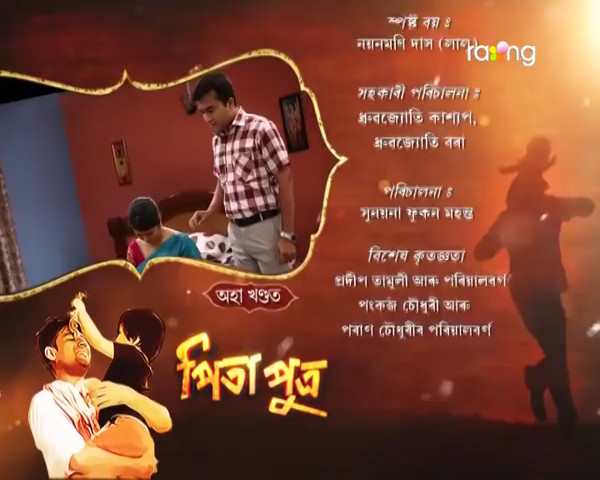 স্পষ্ট বয় :
নয়নমণি দাস (লাল)
rang
সহকাৰী পৰিচালনা :
ধ্ৰুৱজ্যোতি কাশ্যপ,
ধ্ৰুৱজ্যোতি বৰা
পৰিচালনা :
সুনয়না ফুকন মহন্ত
বিশেষ কৃতজ্ঞতা
প্ৰদীপ তামূলী আৰু পৰিয়ালবৰ্গ
পংকজ চৌধুৰী আৰু
পৰাণ চৌধুৰীৰ পৰিয়ালবৰ্গ
অহা খণ্ডত
পিতা পুত্ৰ